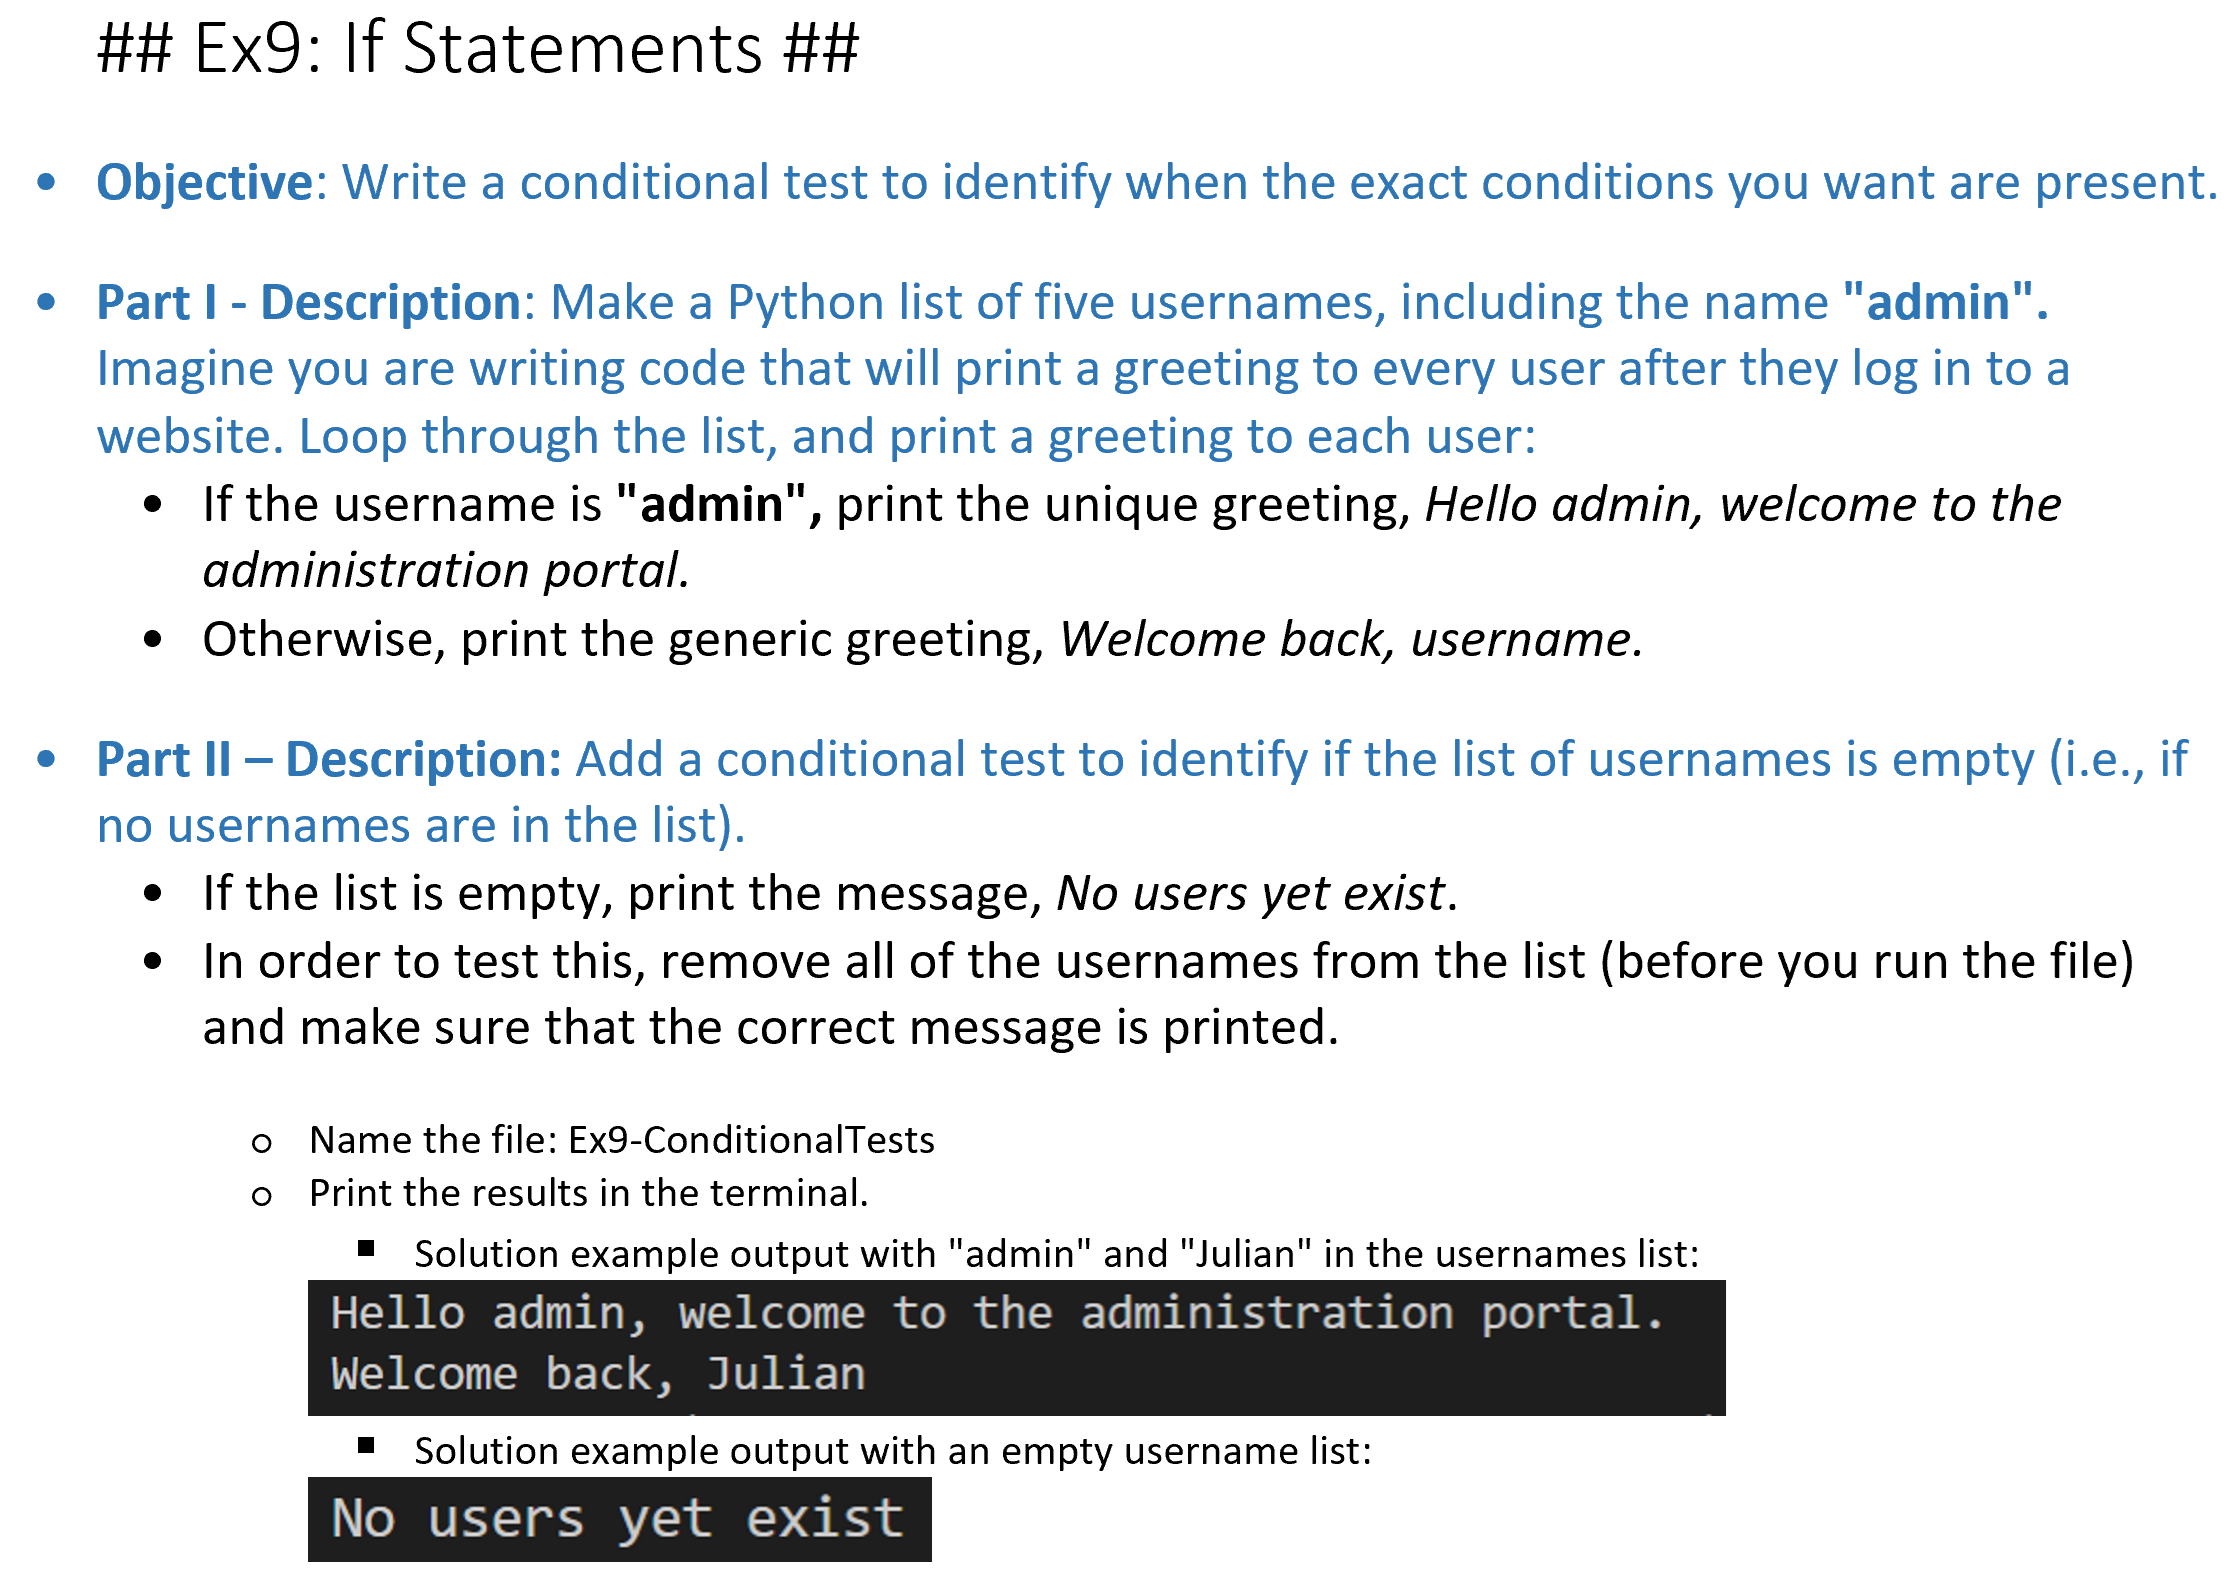 ## Ex9: If Statements ##
• Objective: Write a conditional test to identify when the exact conditions you want are present.
• Part I - Description: Make a Python list of five usernames, including the name "admin".
Imagine you are writing code that will print a greeting to every user after they log in to a
website. Loop through the list, and print a greeting to each user:
• If the username is "admin", print the unique greeting, Hello admin, welcome to the
administration portal.
• Otherwise, print the generic greeting, Welcome back, username.
• Part II – Description: Add a conditional test to identify if the list of usernames is empty (i.e., if
no usernames are in the list).
• If the list is empty, print the message, No users yet exist.
• In order to test this, remove all of the usernames from the list (before you run the file)
and make sure that the correct message is printed.
o Name the file: Ex9-ConditionalTests
o Print the results in the terminal.
▪ Solution example output with "admin" and "Julian" in the usernames list:
Hello admin, welcome to the administration portal.
Welcome back, Julian
▪ Solution example output with an empty username list:
No users yet exist